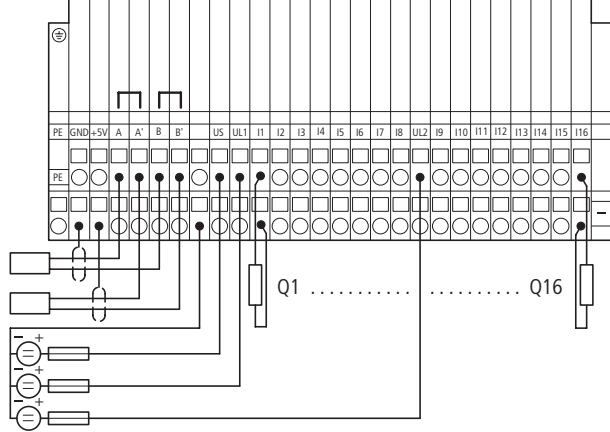 PE GND +5V A A' B B' US UL1 I1 I2 I3 I4 I5 I6 I7 I8 UL2 I9 I10 I11 I12 I13 I14 I15 I16
PE
Q1 . . . . . . . . . . . . . . . . . . . . . Q16
- +
- +
- +